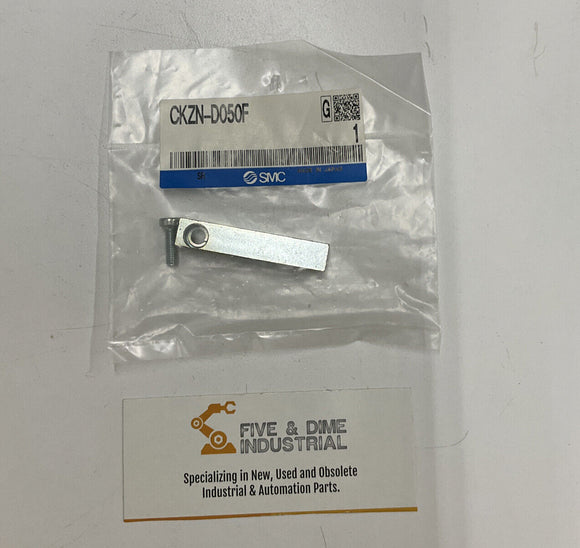 CKZN-D050F
G
1
SMC
FIVE & DIME
INDUSTRIAL
Specializing in New, Used and Obsolete
Industrial & Automation Parts.